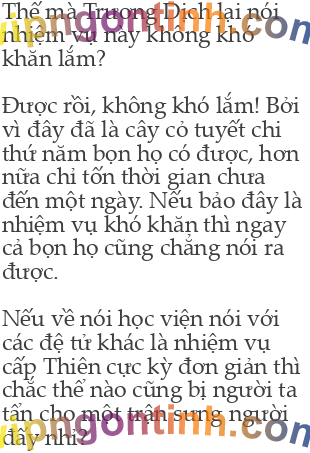 Thế mà Trương Dịch lại nói
nhiệm vụ này không khó
khăn lắm?
Được rồi, không khó lắm! Bởi
vì đây đã là cây cỏ tuyết chi
thứ năm bọn họ có được, hơn
nữa chỉ tốn thời gian chưa
đến một ngày. Nếu bảo đây là
nhiệm vụ khó khăn thì ngay
cả bọn họ cũng chẳng nói ra
được.
Nếu về nói học viện nói với
các đệ tử khác là nhiệm vụ
cấp Thiên cực kỳ đơn giản thì
chắc thể nào cũng bị người ta
tẩn cho một trận sưng người
đấy nhỉ?
vipngontinh.com
vipngontinh.com